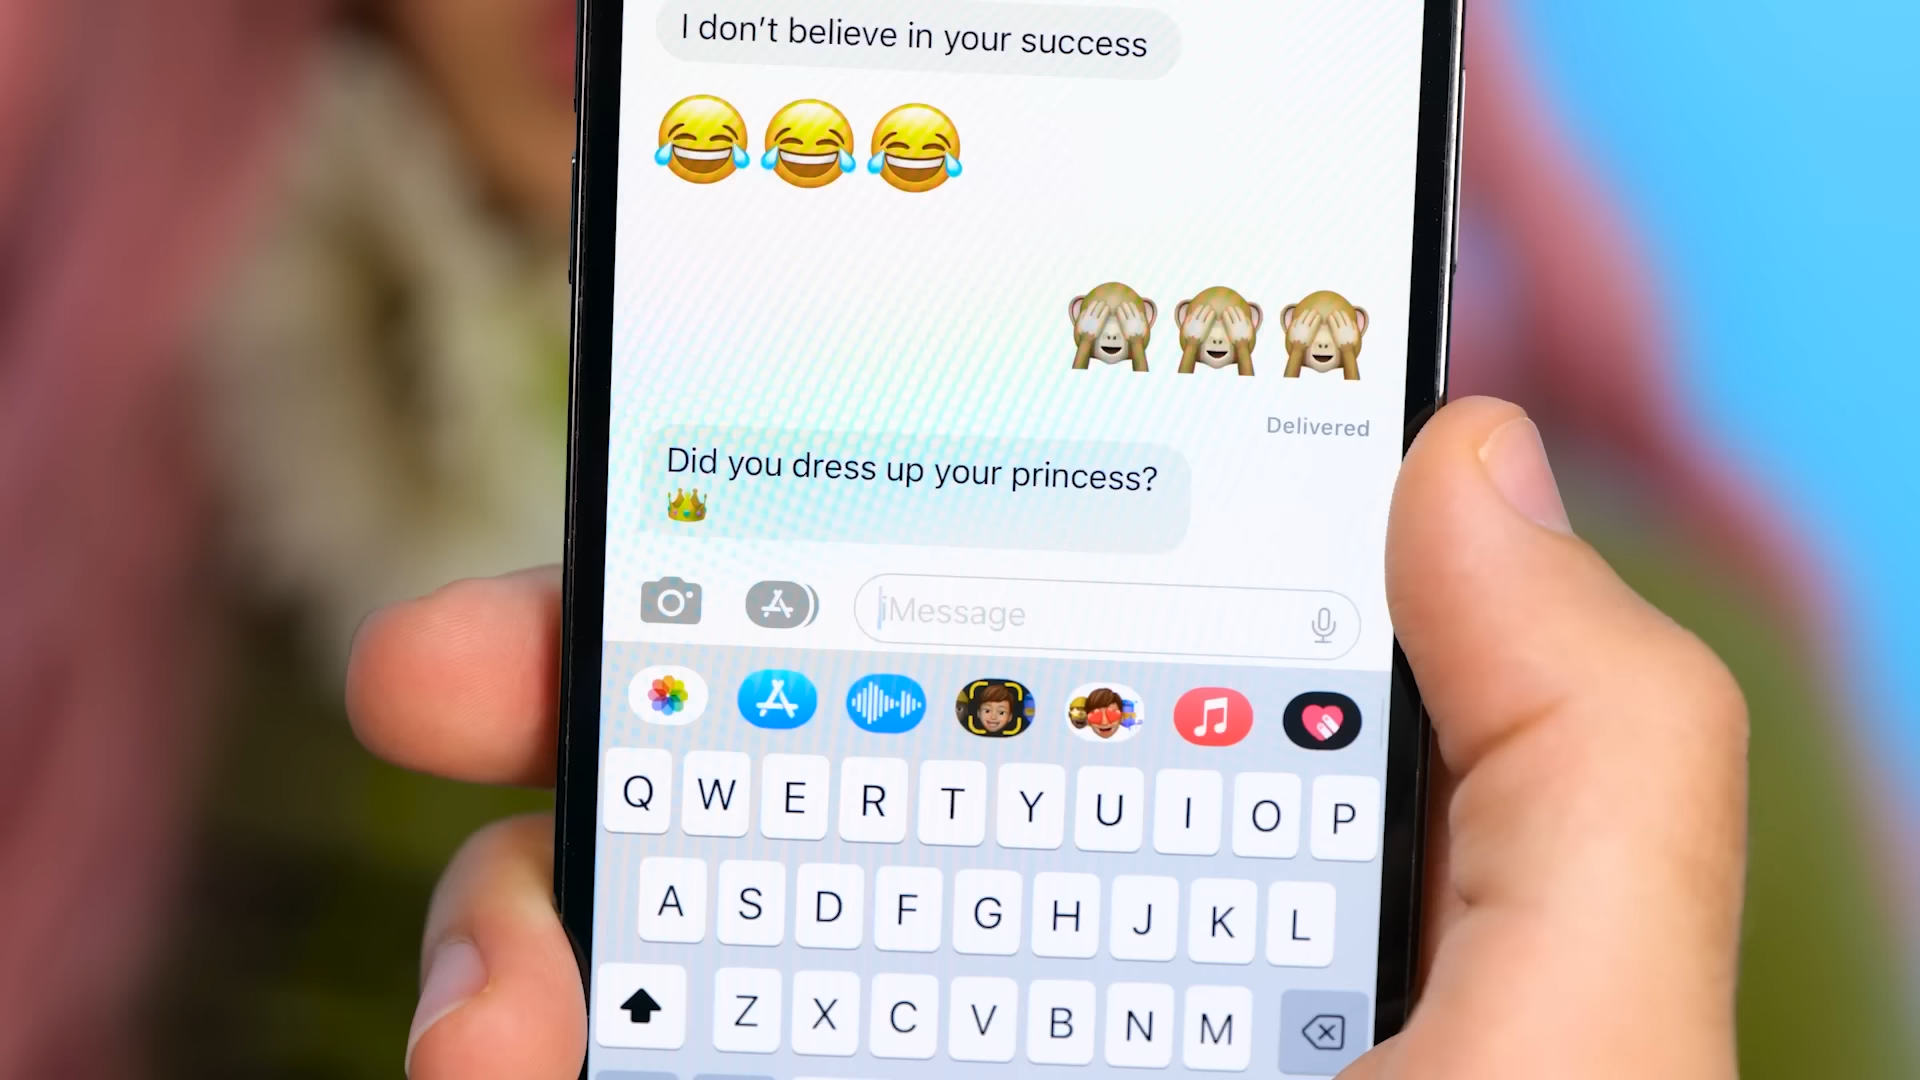 I don't believe in your success
😂😂😂
🙈🙈🙈
Delivered
Did you dress up your princess?
👑
iMessage
Q W E R T Y U I O P
A S D F G H J K L
Z X C V B N M